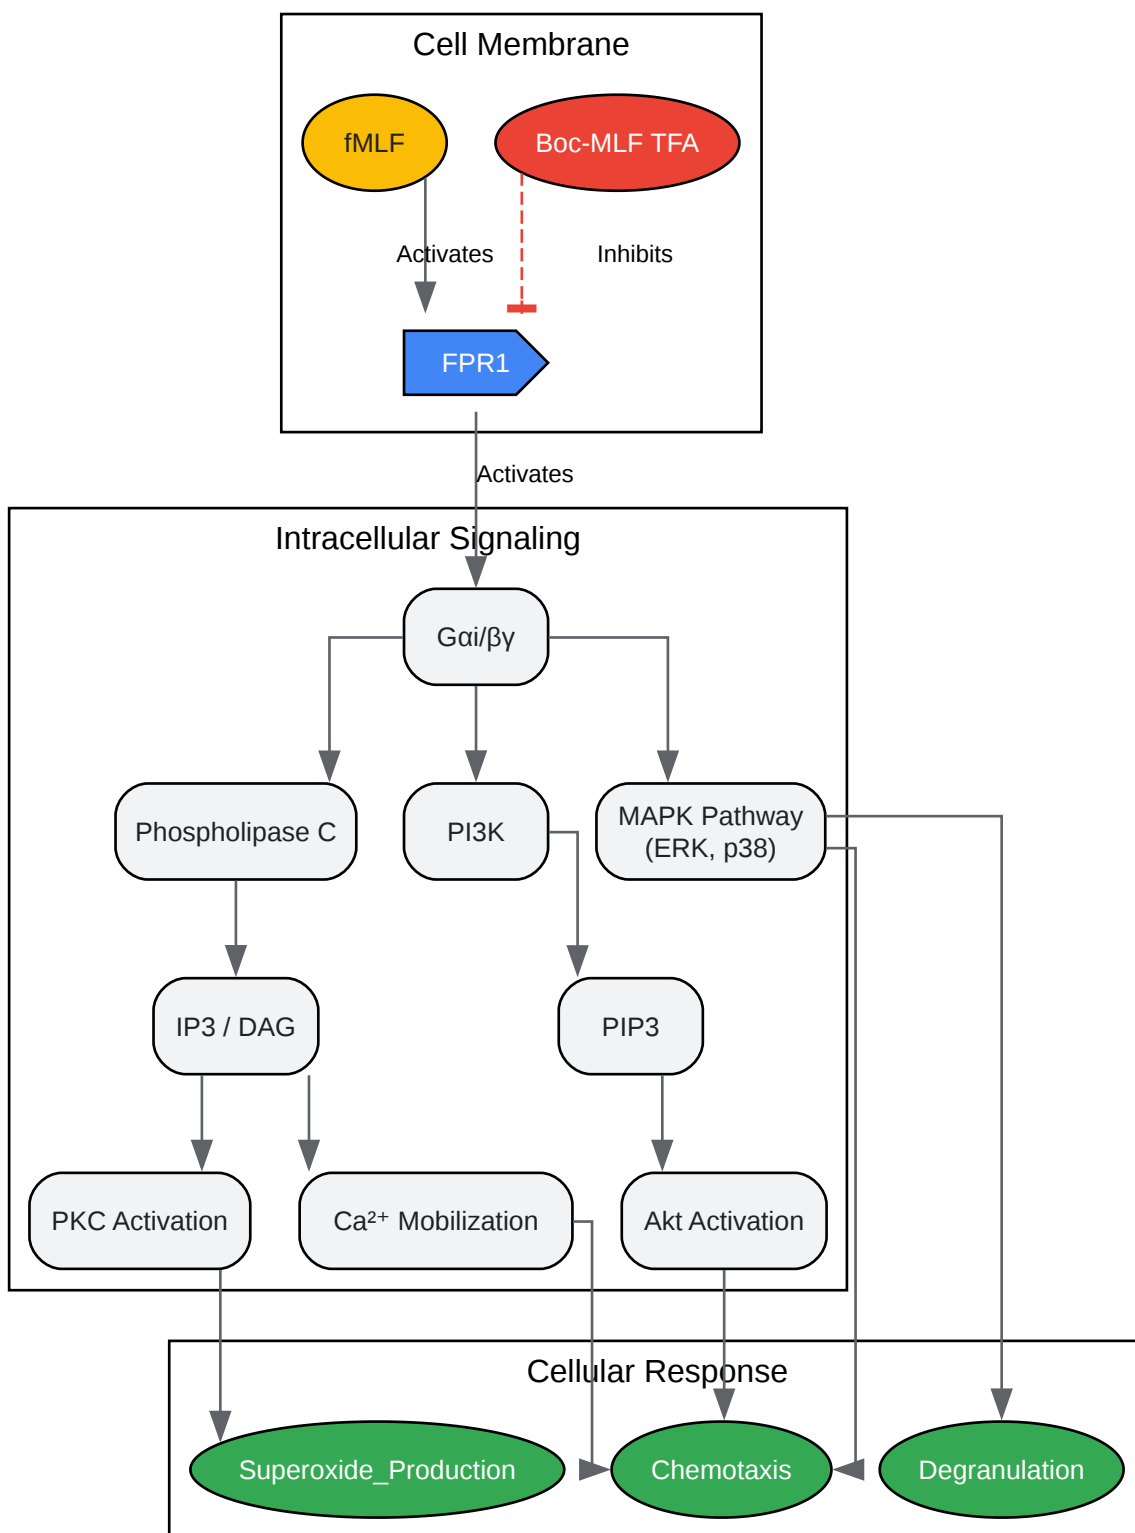 Cell Membrane
fMLF
Boc-MLF TFA
Activates
Inhibits
FPR1
Activates
Intracellular Signaling
Gαi/βγ
Phospholipase C
PI3K
MAPK Pathway
(ERK, p38)
IP3 / DAG
PIP3
PKC Activation
Ca²⁺ Mobilization
Akt Activation
Cellular Response
Superoxide_Production
Chemotaxis
Degranulation